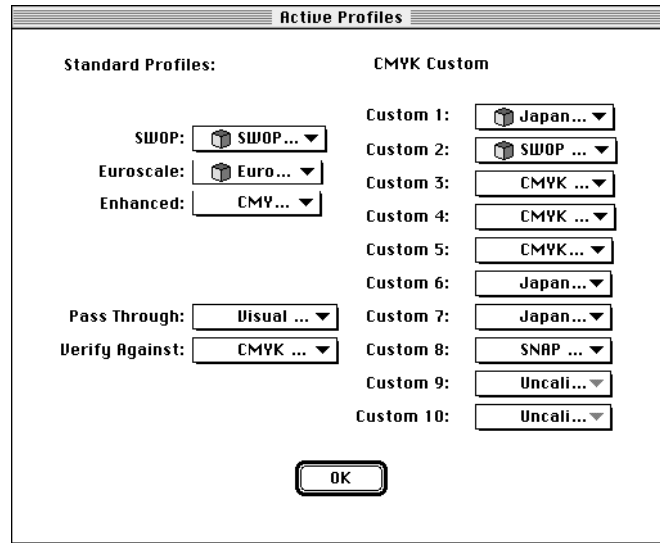 Active Profiles
Standard Profiles:
SWOP: SWOP...
Euroscale: Euro...
Enhanced: CMY...
Pass Through: Visual ...
Verify Against: CMYK ...
CMYK Custom
Custom 1: Japan...
Custom 2: SWOP ...
Custom 3: CMYK ...
Custom 4: CMYK ...
Custom 5: CMYK...
Custom 6: Japan...
Custom 7: Japan...
Custom 8: SNAP ...
Custom 9: Uncali...
Custom 10: Uncali...
OK